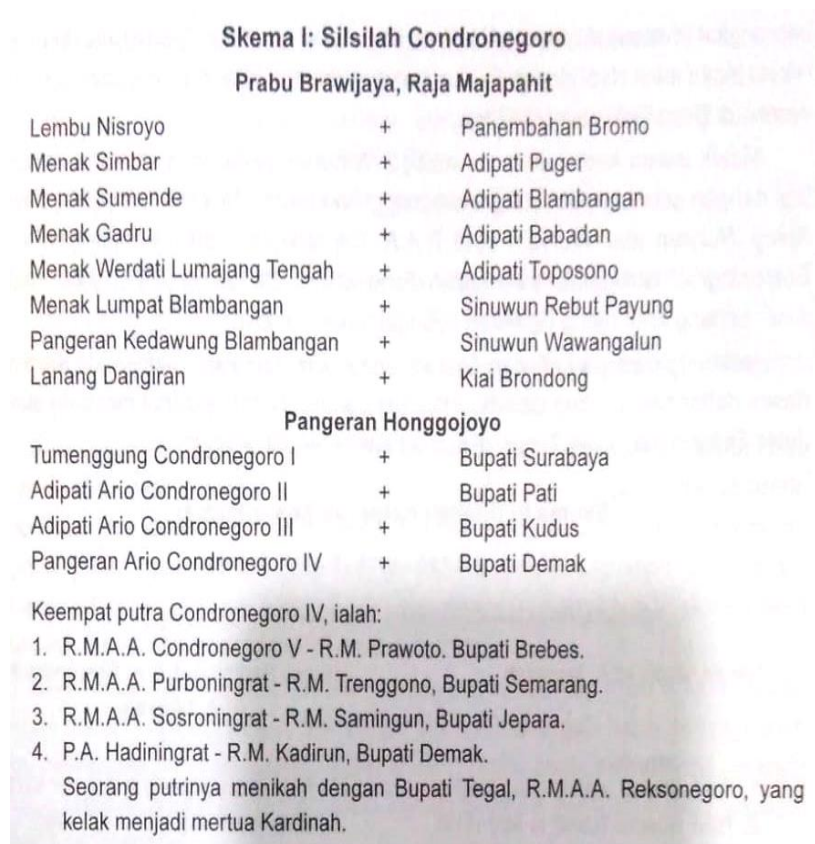 Skema I: Silsilah Condronegoro
Prabu Brawijaya, Raja Majapahit
Lembu Nisroyo + Panembahan Bromo
Menak Simbar + Adipati Puger
Menak Sumende + Adipati Blambangan
Menak Gadru + Adipati Babadan
Menak Werdati Lumajang Tengah + Adipati Toposono
Menak Lumpat Blambangan + Sinuwun Rebut Payung
Pangeran Kedawung Blambangan + Sinuwun Wawangalun
Lanang Dangiran + Kiai Brondong
Pangeran Honggojoyo
Tumenggung Condronegoro I + Bupati Surabaya
Adipati Ario Condronegoro II + Bupati Pati
Adipati Ario Condronegoro III + Bupati Kudus
Pangeran Ario Condronegoro IV + Bupati Demak
Keempat putra Condronegoro IV, ialah:
1. R.M.A.A. Condronegoro V - R.M. Prawoto. Bupati Brebes.
2. R.M.A.A. Purboningrat - R.M. Trenggono, Bupati Semarang.
3. R.M.A.A. Sosroningrat - R.M. Samingun, Bupati Jepara.
4. P.A. Hadiningrat - R.M. Kadirun, Bupati Demak.
Seorang putrinya menikah dengan Bupati Tegal, R.M.A.A. Reksonegoro, yang
kelak menjadi mertua Kardinah.